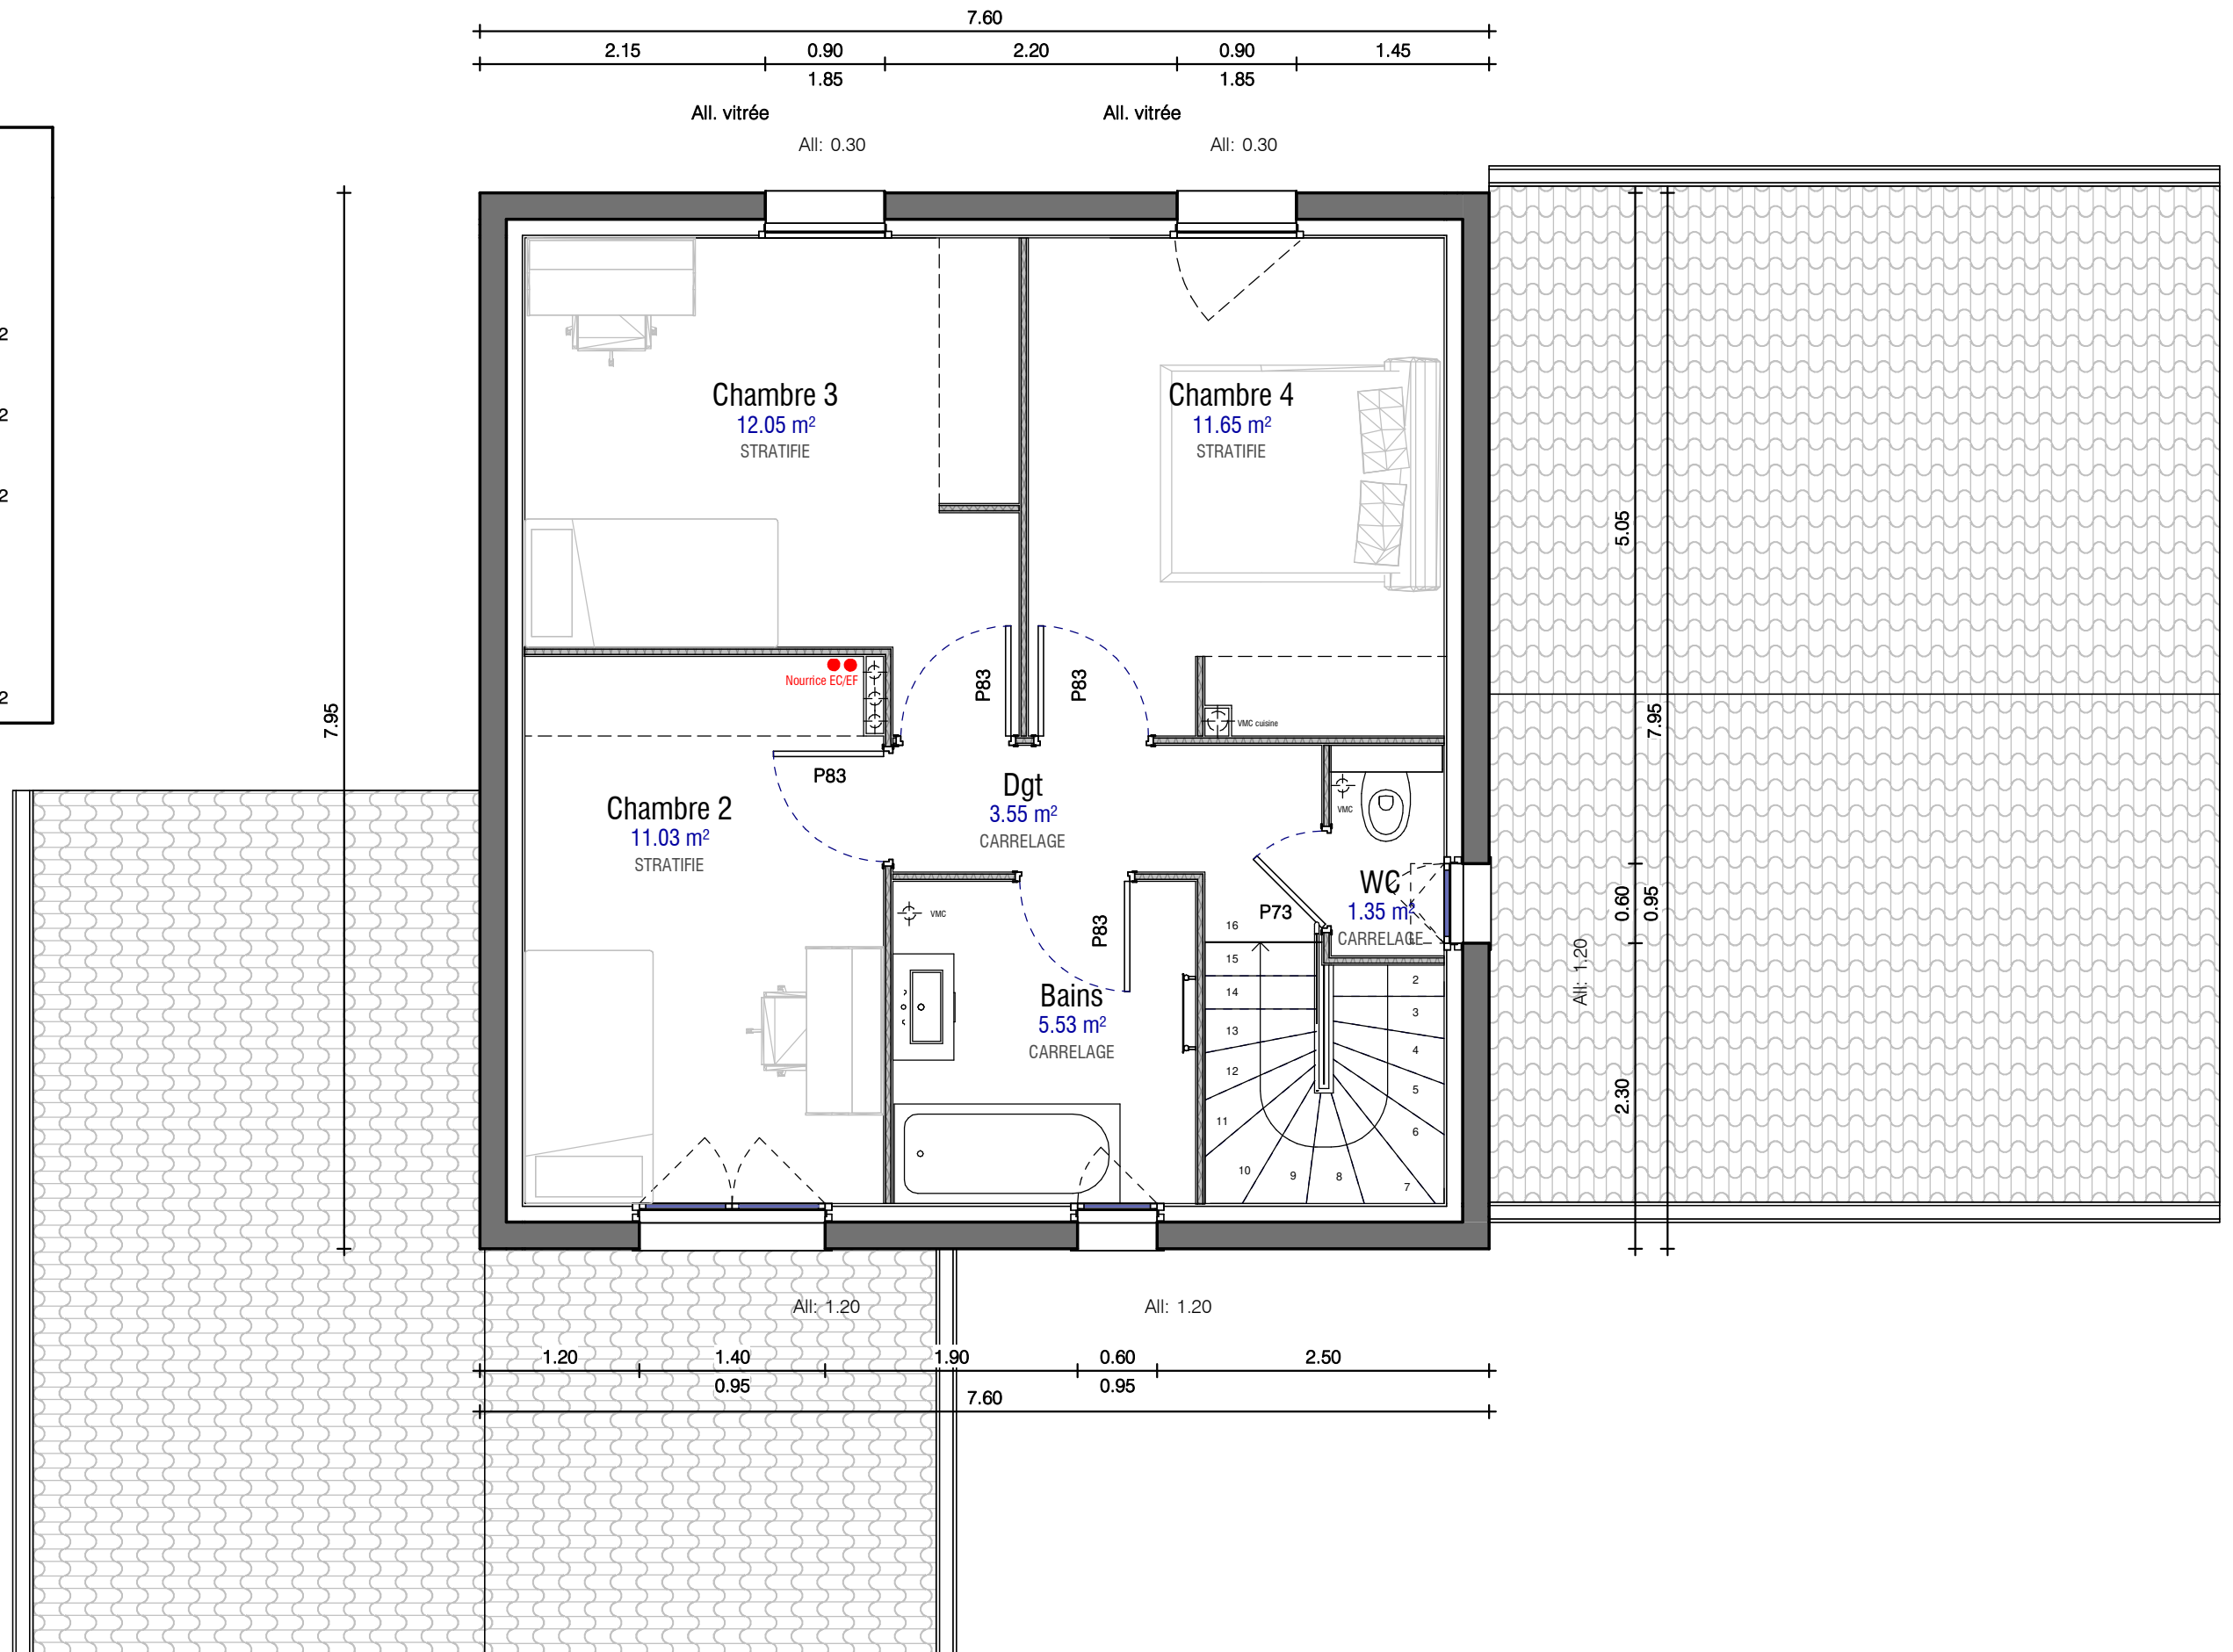 7.60
2.15 0.90 2.20 0.90 1.45
1.85 1.85
All. vitrée All. vitrée
All: 0.30 All: 0.30
2
2
2
2
Chambre 3
12.05 m²
STRATIFIE
Chambre 4
11.65 m²
STRATIFIE
5.05
7.95
7.95
Nourrice EC/EF
P83
P83
VMC cuisine
P83
Chambre 2
11.03 m²
STRATIFIE
Dgt
3.55 m²
CARRELAGE
VMC
WC
1.35 m²
CARRELAGE
P73
0.60
0.95
All: 1.20
VMC
P83
Bains
5.53 m²
CARRELAGE
16
15
14
13
12
11
10
9
8
7
6
5
4
3
2
2.30
All: 1.20 All: 1.20
1.20 1.40 1.90 0.60 2.50
0.95 0.95
7.60